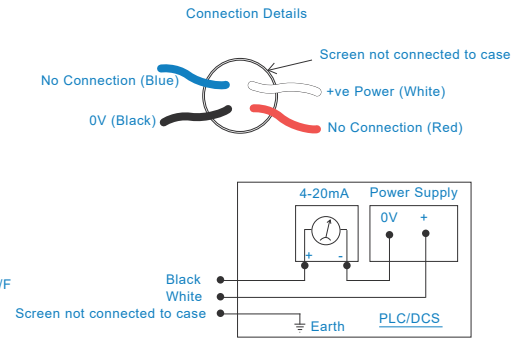 Connection Details
Screen not connected to case
No Connection (Blue)
+ve Power (White)
0V (Black)
No Connection (Red)
4-20mA
Power Supply
0V +
+ -
/F
Black
White
Screen not connected to case
Earth
PLC/DCS